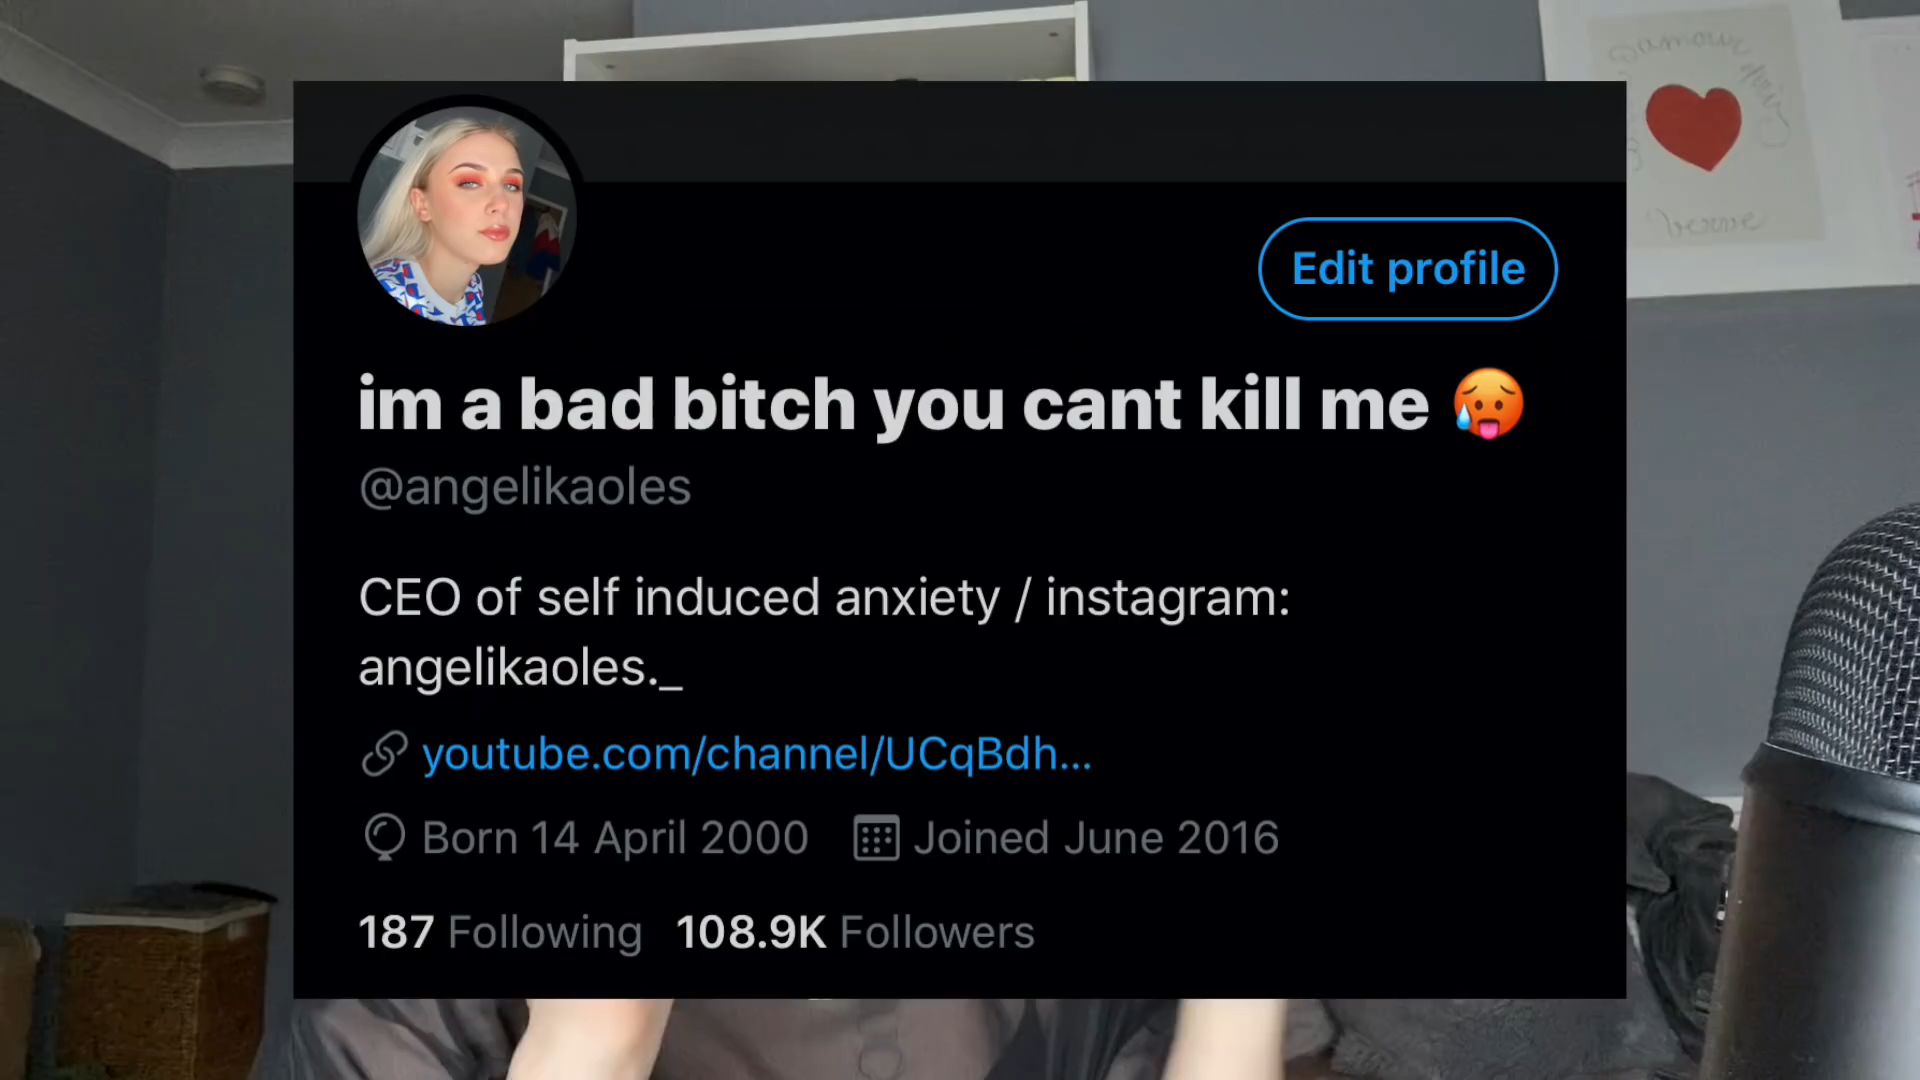 im a bad bitch you cant kill me 🥵
Edit profile
@angelikaoles
CEO of self induced anxiety / instagram:
angelikaoles._
youtube.com/channel/UCqBdh...
Born 14 April 2000 Joined June 2016
187 Following 108.9K Followers
amour